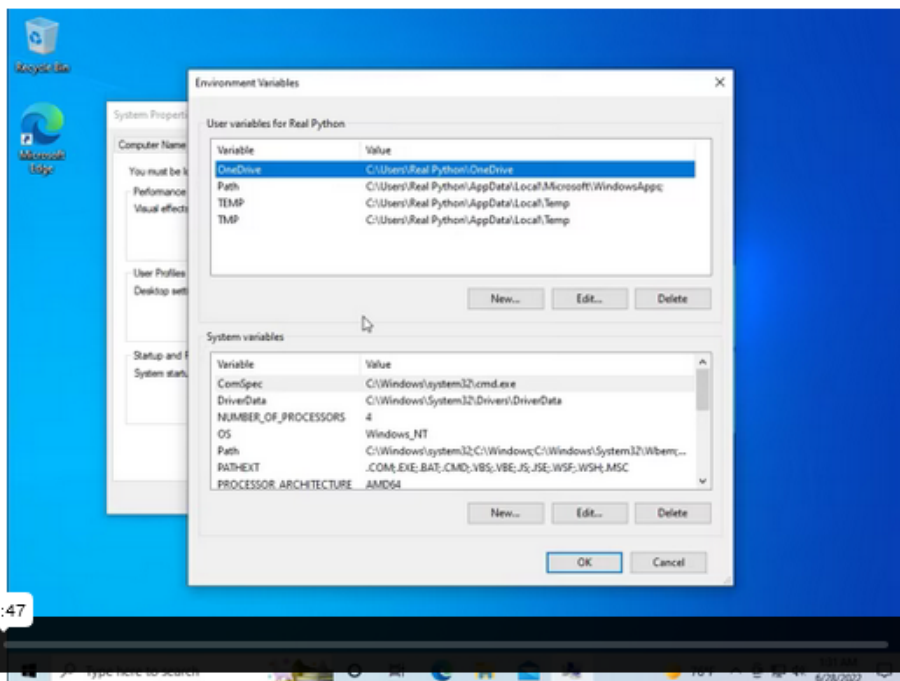 Recycle Bin
Microsoft
Edge
System Properti
Computer Name
You must be l
Performance
Visual effects
User Profiles
Desktop sett
Startup and F
System start
Environment Variables
User variables for Real Python
Variable Value
OneDrive C:\Users\Real Python\OneDrive
Path C:\Users\Real Python\AppData\Local\Microsoft\WindowsApps;
TEMP C:\Users\Real Python\AppData\Local\Temp
TMP C:\Users\Real Python\AppData\Local\Temp
New... Edit... Delete
System variables
Variable Value
ComSpec C:\Windows\system32\cmd.exe
DriverData C:\Windows\System32\Drivers\DriverData
NUMBER_OF_PROCESSORS 4
OS Windows_NT
Path C:\Windows\system32;C:\Windows;C:\Windows\System32\Wbem;...
PATHEXT .COM;.EXE;.BAT;.CMD;.VBS;.VBE;.JS;.JSE;.WSF;.WSH;.MSC
PROCESSOR_ARCHITECTURE AMD64
New... Edit... Delete
OK Cancel
:47
Type here to search
76°F
6/28/2022